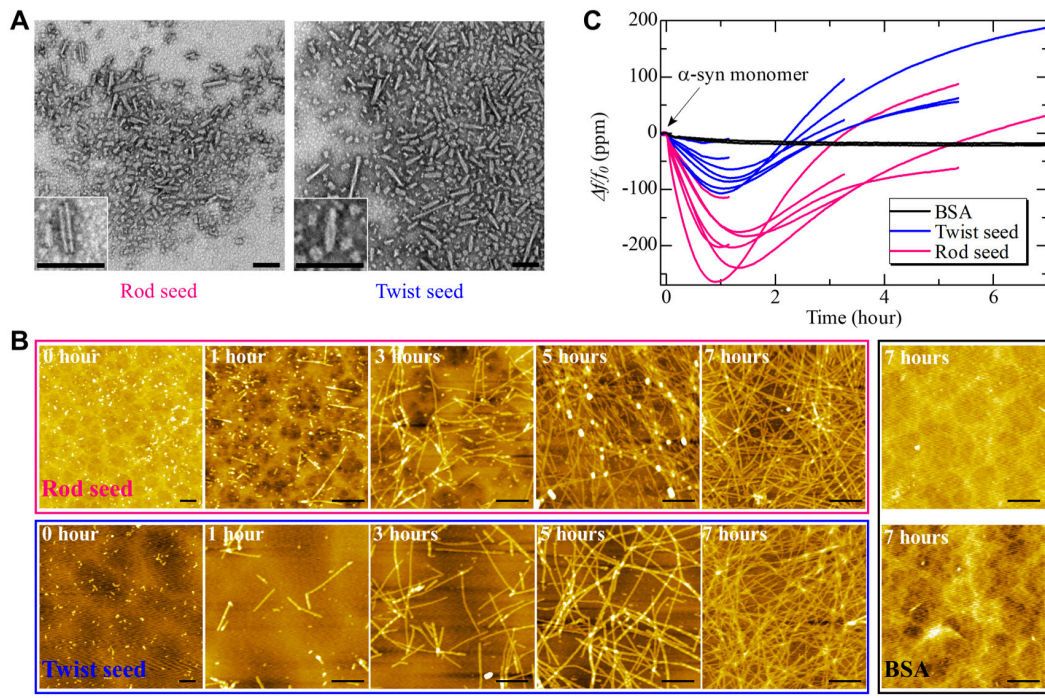 A
Rod seed
Twist seed
C
Δf/f0 (ppm)
200
100
0
-100
-200
α-syn monomer
BSA
Twist seed
Rod seed
0
2
4
6
Time (hour)
B
0 hour
1 hour
3 hours
5 hours
7 hours
Rod seed
7 hours
0 hour
1 hour
3 hours
5 hours
7 hours
Twist seed
7 hours
BSA